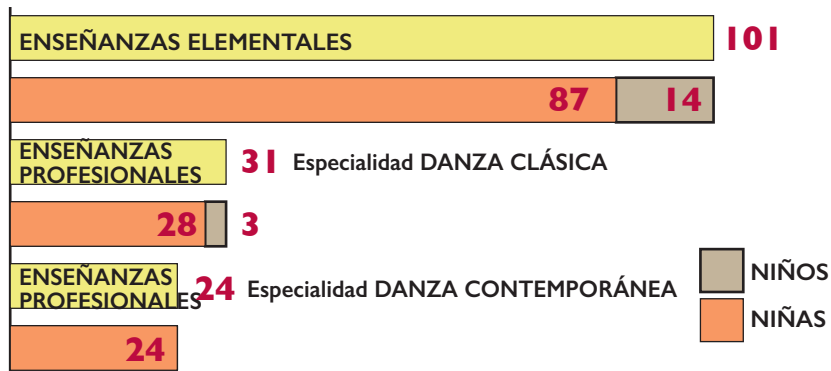 ENSEÑANZAS ELEMENTALES 101
87 14
ENSEÑANZAS
PROFESIONALES 31 Especialidad DANZA CLÁSICA
28 3
ENSEÑANZAS
PROFESIONALES 24 Especialidad DANZA CONTEMPORÁNEA
24
NIÑOS
NIÑAS